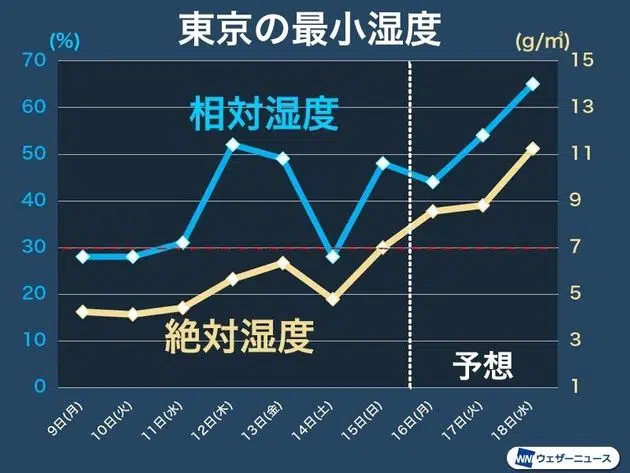 東京の最小湿度
(%)
(g/㎥)
70
60
50
40
30
20
10
0
15
13
11
9
7
5
3
1
相対湿度
絶対湿度
予想
9日(月)
10日(火)
11日(水)
12日(木)
13日(金)
14日(土)
15日(日)
16日(月)
17日(火)
18日(水)
WN ウェザーニュース